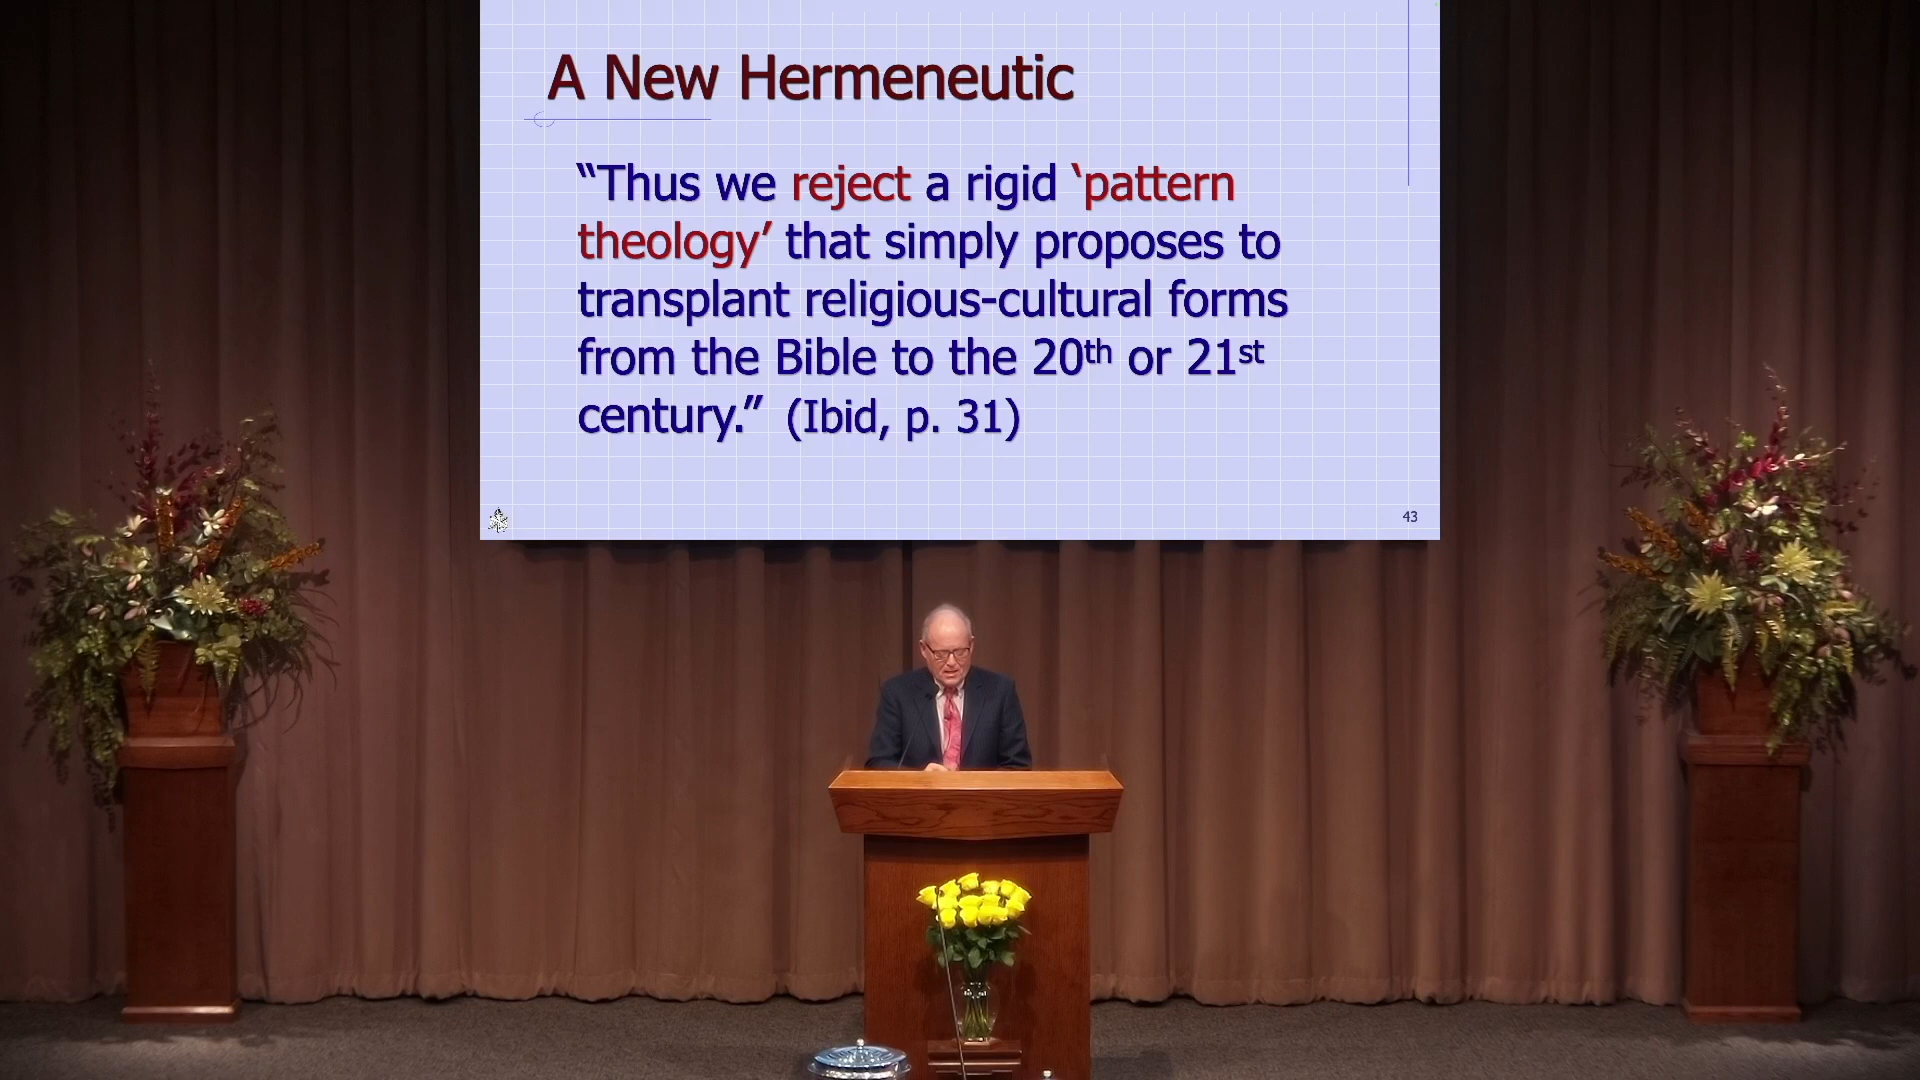 A New Hermeneutic
“Thus we reject a rigid ‘pattern
theology’ that simply proposes to
transplant religious-cultural forms
from the Bible to the 20th or 21st
century.” (Ibid, p. 31)
43